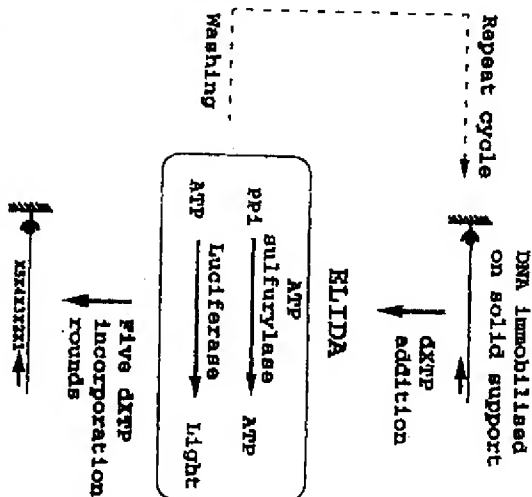 Repeat cycle
DNA immobilised
on solid support
dXTP
addition
ELIDA
ATP
sulfurylase
PPi ATP
Luciferase
ATP Light
Washing
Five dXTP
incorporation
rounds